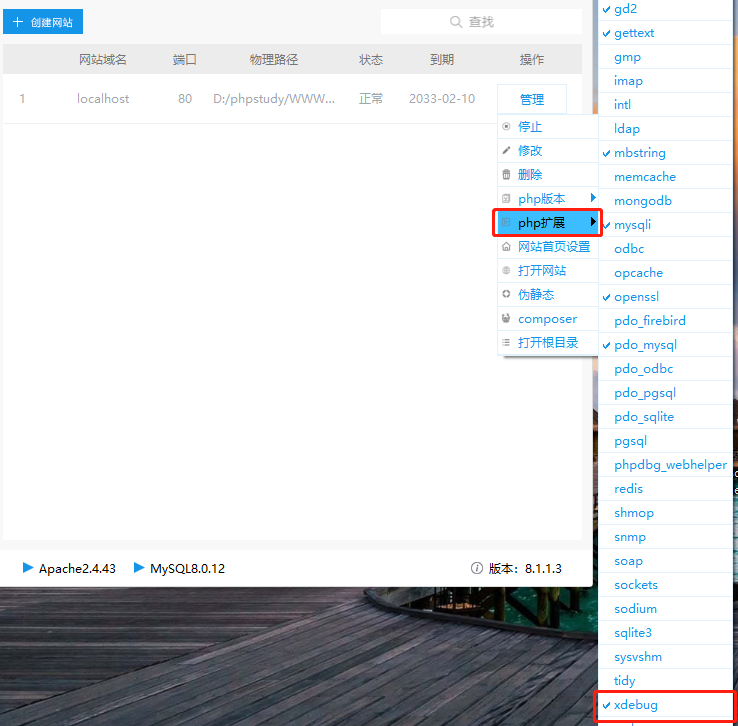 创建网站
查找
网站域名 端口 物理路径 状态 到期 操作
1 localhost 80 D:/phpstudy/WWW... 正常 2033-02-10 管理
停止
修改
删除
php版本
php扩展
网站首页设置
打开网站
伪静态
composer
打开根目录
gd2
gettext
gmp
imap
intl
ldap
mbstring
memcache
mongodb
mysqli
odbc
opcache
openssl
pdo_firebird
pdo_mysql
pdo_odbc
pdo_pgsql
pdo_sqlite
pgsql
phpdbg_webhelper
redis
shmop
snmp
soap
sockets
sodium
sqlite3
sysvshm
tidy
xdebug
Apache2.4.43 MySQL8.0.12 版本：8.1.1.3